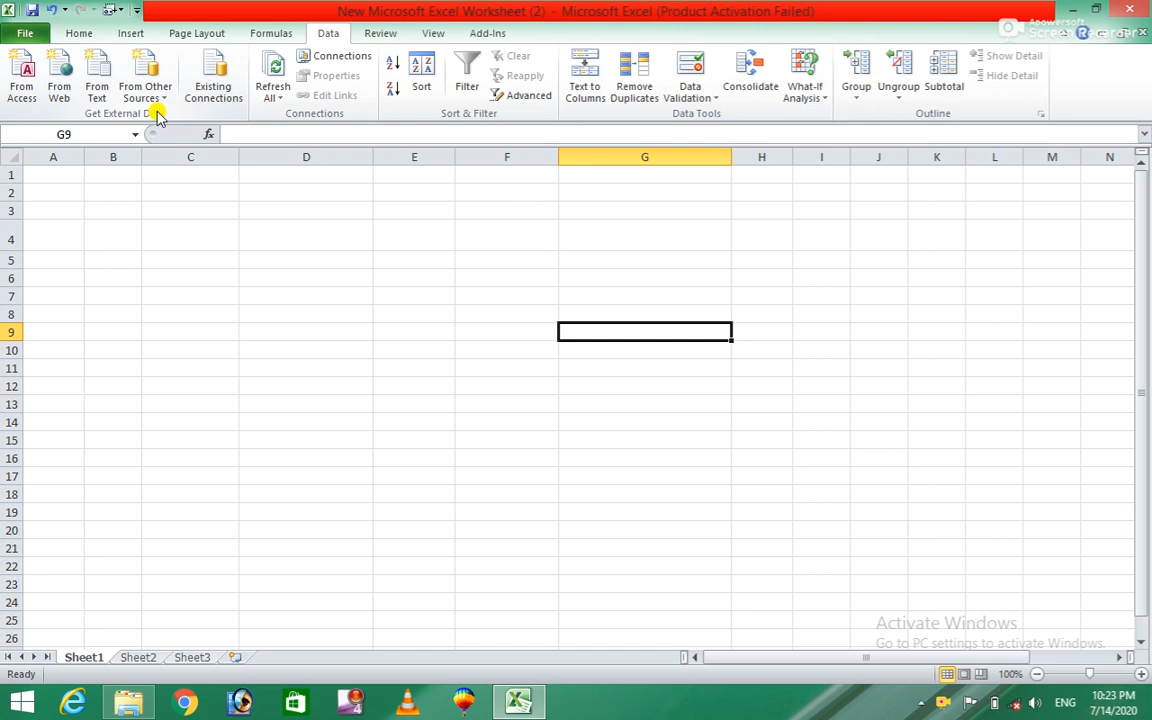 New Microsoft Excel Worksheet (2) - Microsoft Excel (Product Activation Failed)
Apowersoft
File Home Insert Page Layout Formulas Data Review View Add-Ins
From Access
From Web
From Text
From Other Sources
Existing Connections
Get External D
Refresh All
Connections
Properties
Edit Links
Connections
Sort
Filter
Clear
Reapply
Advanced
Sort & Filter
Text to Columns
Remove Duplicates
Data Validation
Consolidate
What-If Analysis
Data Tools
Group
Ungroup
Subtotal
Show Detail
Hide Detail
Outline
G9 fx
A B C D E F G H I J K L M N
1
2
3
4
5
6
7
8
9
10
11
12
13
14
15
16
17
18
19
20
21
22
23
24
25
26
Activate Windows
Go to PC settings to activate Windows.
Sheet1 Sheet2 Sheet3
Ready 100%
ENG
10:23 PM
7/14/2020